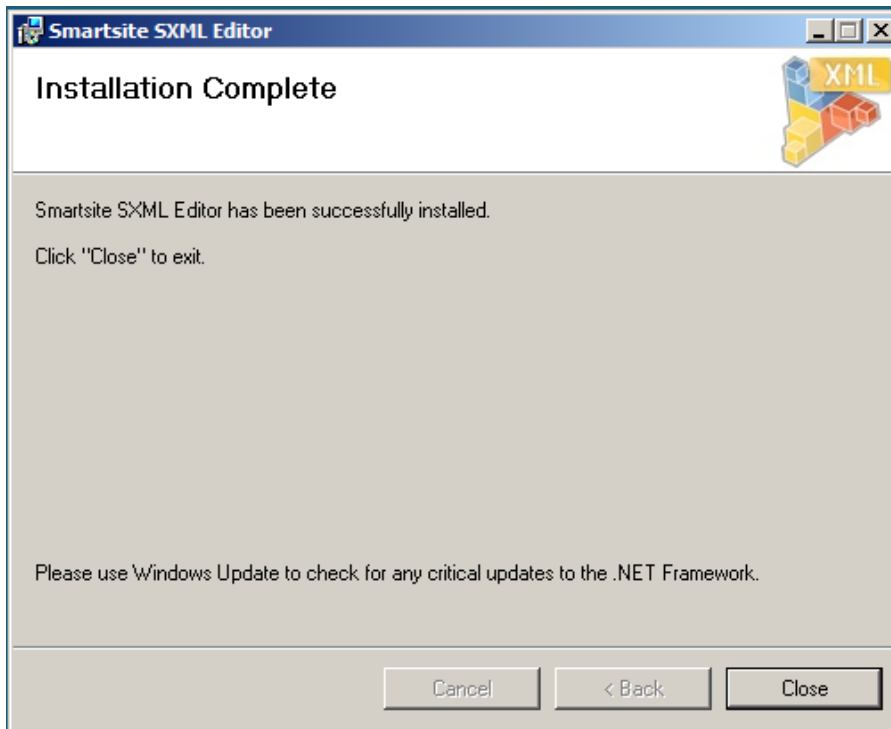 Smartsite SXML Editor
Installation Complete
XML
Smartsite SXML Editor has been successfully installed.
Click "Close" to exit.
Please use Windows Update to check for any critical updates to the .NET Framework.
Cancel
< Back
Close